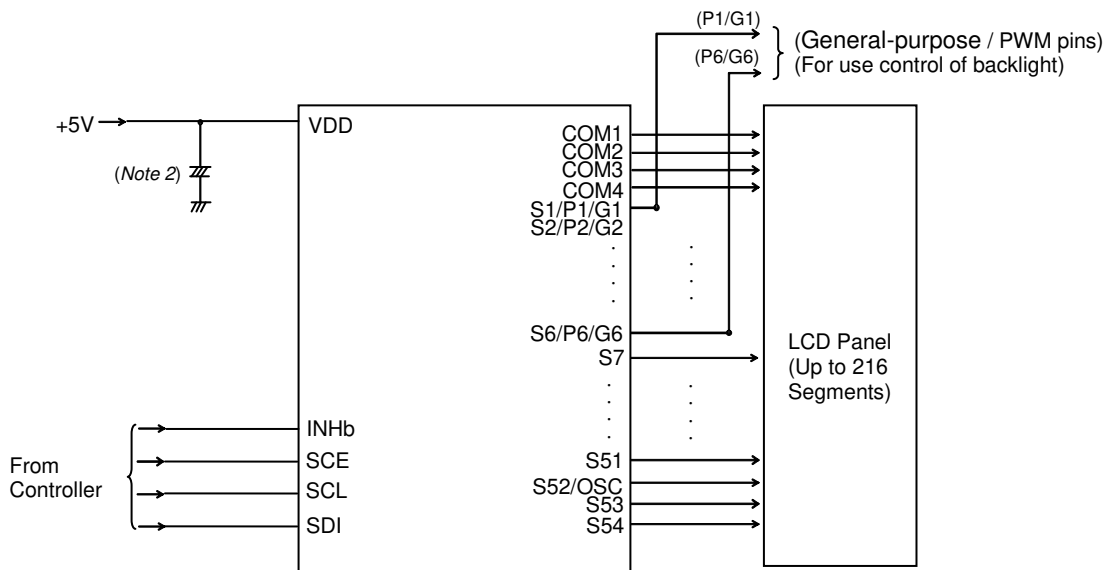 (P1/G1)
(P6/G6)
(General-purpose / PWM pins)
(For use control of backlight)
+5V
VDD
(Note 2)
COM1
COM2
COM3
COM4
S1/P1/G1
S2/P2/G2
S6/P6/G6
S7
LCD Panel
(Up to 216
Segments)
From
Controller
INHb
SCE
SCL
SDI
S51
S52/OSC
S53
S54